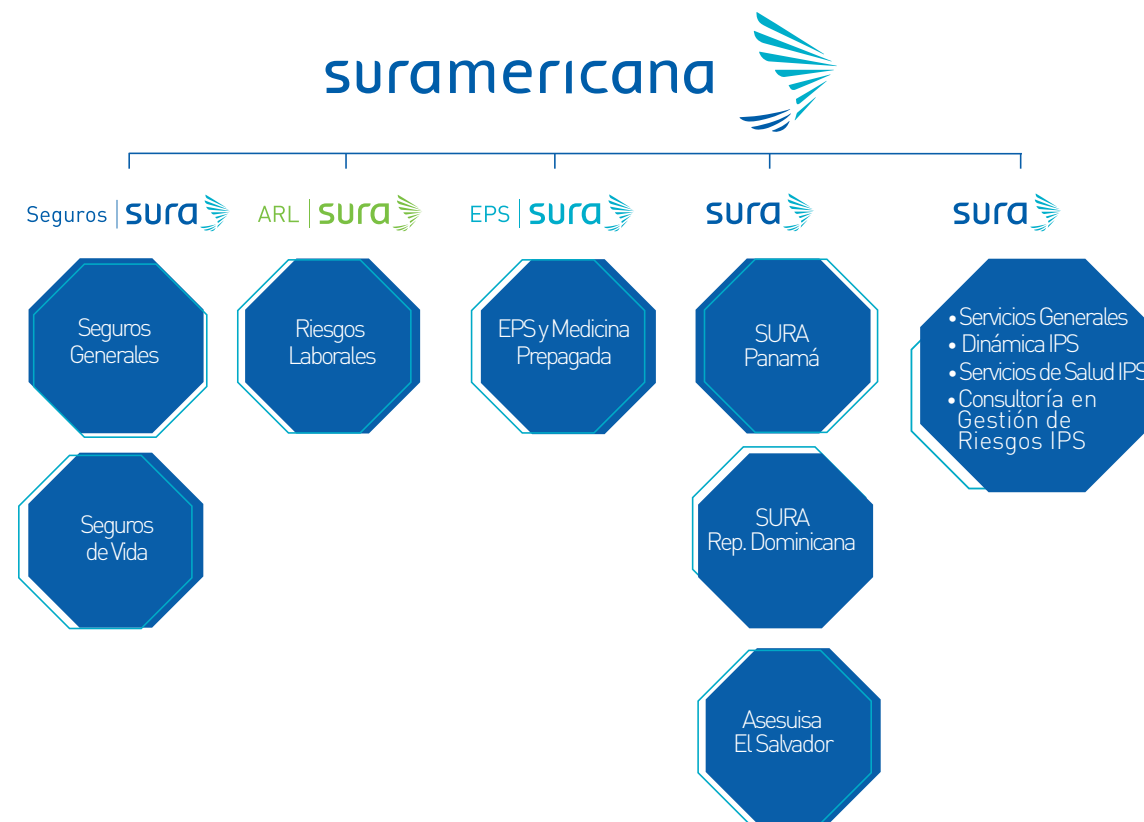 suramericana
Seguros | sura
ARL | sura
EPS | sura
sura
sura
Seguros
Generales
Seguros
de Vida
Riesgos
Laborales
EPS y Medicina
Prepagada
SURA
Panamá
SURA
Rep. Dominicana
Asesuisa
El Salvador
• Servicios Generales
• Dinámica IPS
• Servicios de Salud IPS
• Consultoría en
Gestión de
Riesgos IPS